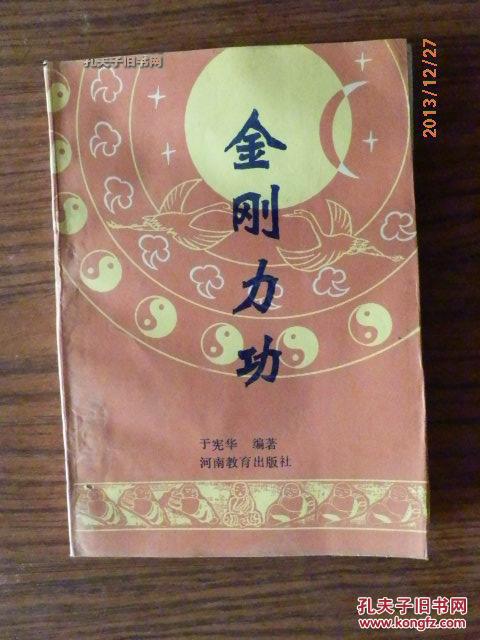 孔夫子旧书网
2013/12/27
金刚力功
于宪华 编著
河南教育出版社
孔夫子旧书网
www.kongfz.com